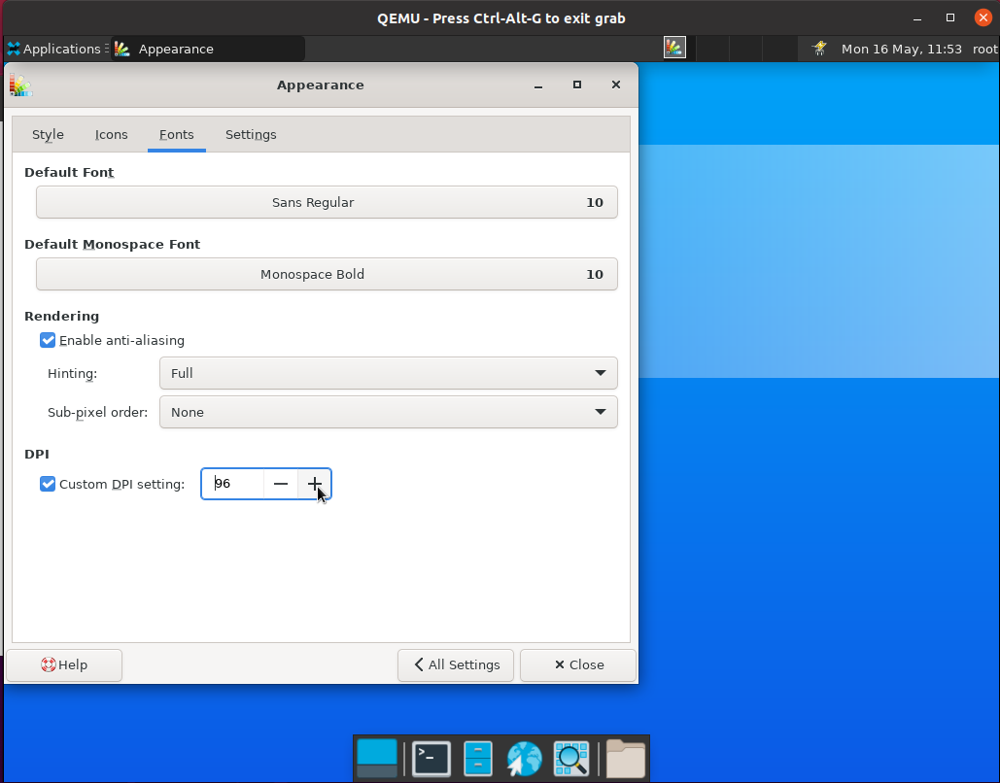 QEMU - Press Ctrl-Alt-G to exit grab
Applications Appearance Mon 16 May, 11:53 root
Appearance
Style Icons Fonts Settings
Default Font
Sans Regular 10
Default Monospace Font
Monospace Bold 10
Rendering
Enable anti-aliasing
Hinting: Full
Sub-pixel order: None
DPI
Custom DPI setting: 96
Help All Settings Close